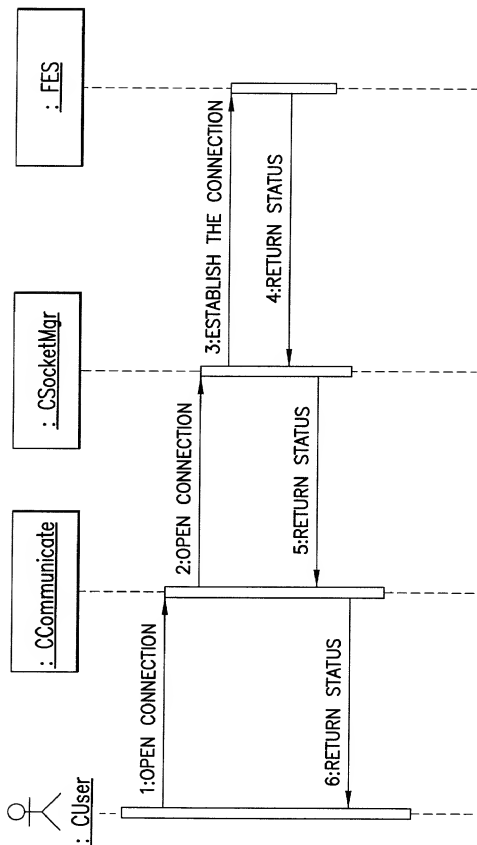 : CUser
: CCommunicate
: CSocketMgr
: FES
1:OPEN CONNECTION
2:OPEN CONNECTION
3:ESTABLISH THE CONNECTION
4:RETURN STATUS
5:RETURN STATUS
6:RETURN STATUS